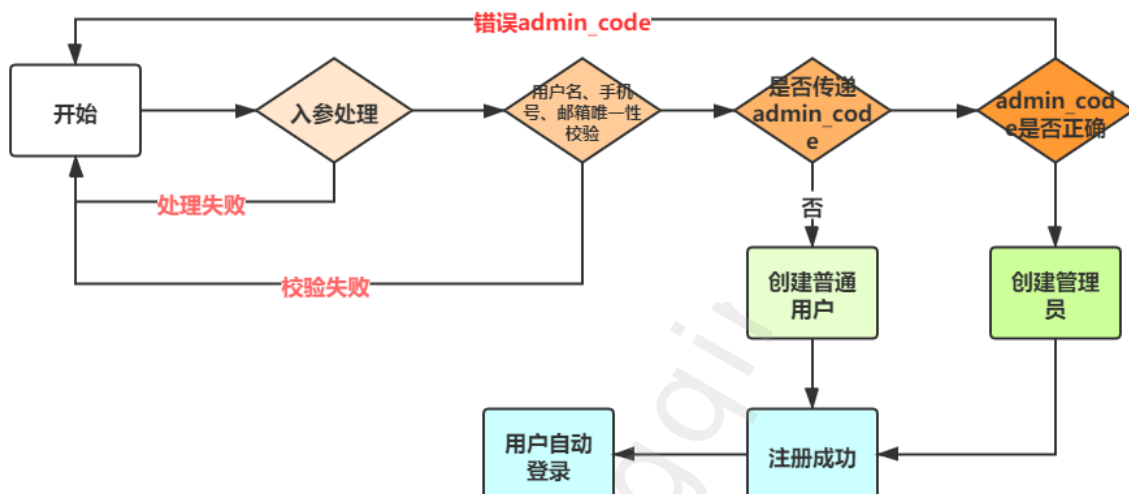 错误admin_code
开始
入参处理
用户名、手机
号、邮箱唯一性
校验
是否传递
admin_cod
e
admin_cod
e是否正确
处理失败
否
校验失败
创建普通
用户
创建管理
员
用户自动
登录
注册成功